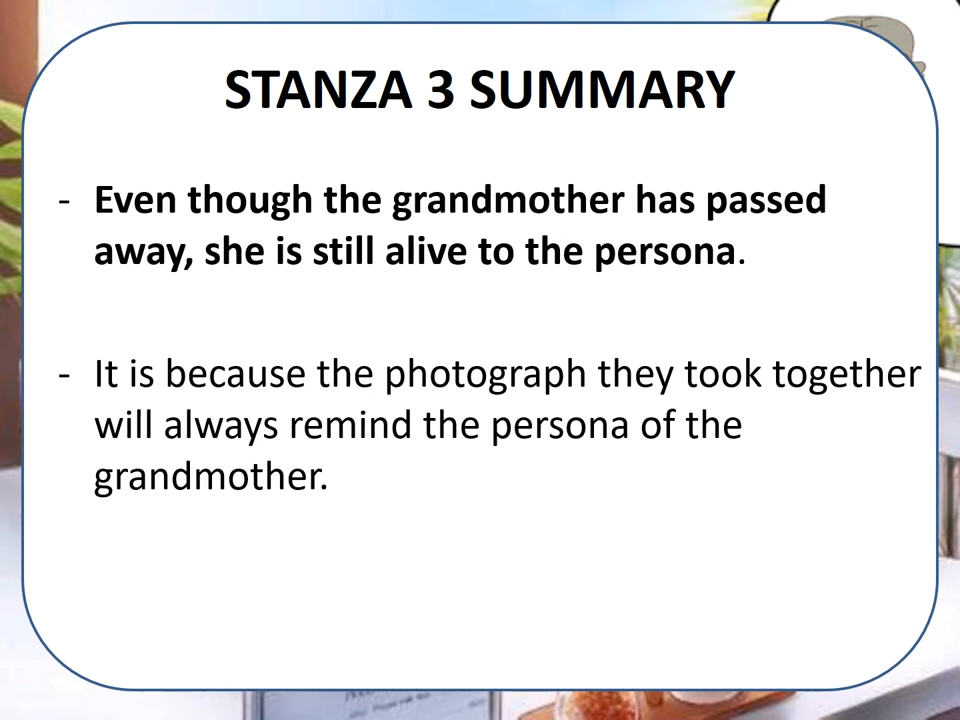 STANZA 3 SUMMARY
- Even though the grandmother has passed
away, she is still alive to the persona.
- It is because the photograph they took together
will always remind the persona of the
grandmother.